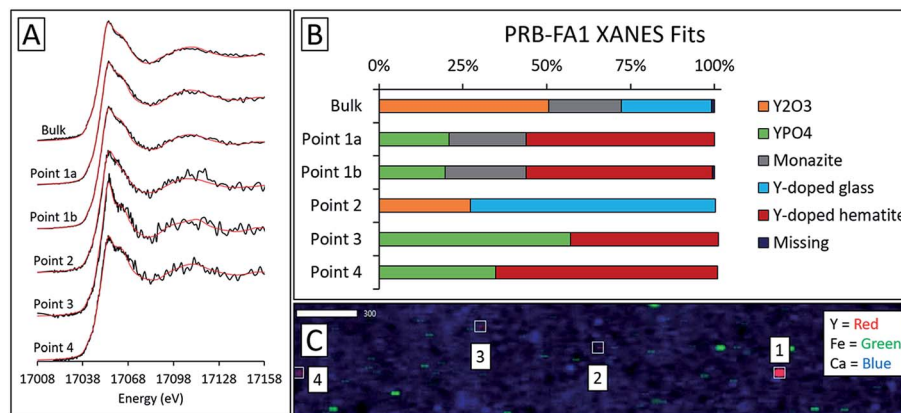 A
Bulk
Point 1a
Point 1b
Point 2
Point 3
Point 4
17008 17038 17068 17098 17128 17158
Energy (eV)
B
PRB-FA1 XANES Fits
0% 25% 50% 75% 100%
Bulk
Point 1a
Point 1b
Point 2
Point 3
Point 4
Y2O3
YPO4
Monazite
Y-doped glass
Y-doped hematite
Missing
300
C
4
3
2
1
Y = Red
Fe = Green
Ca = Blue